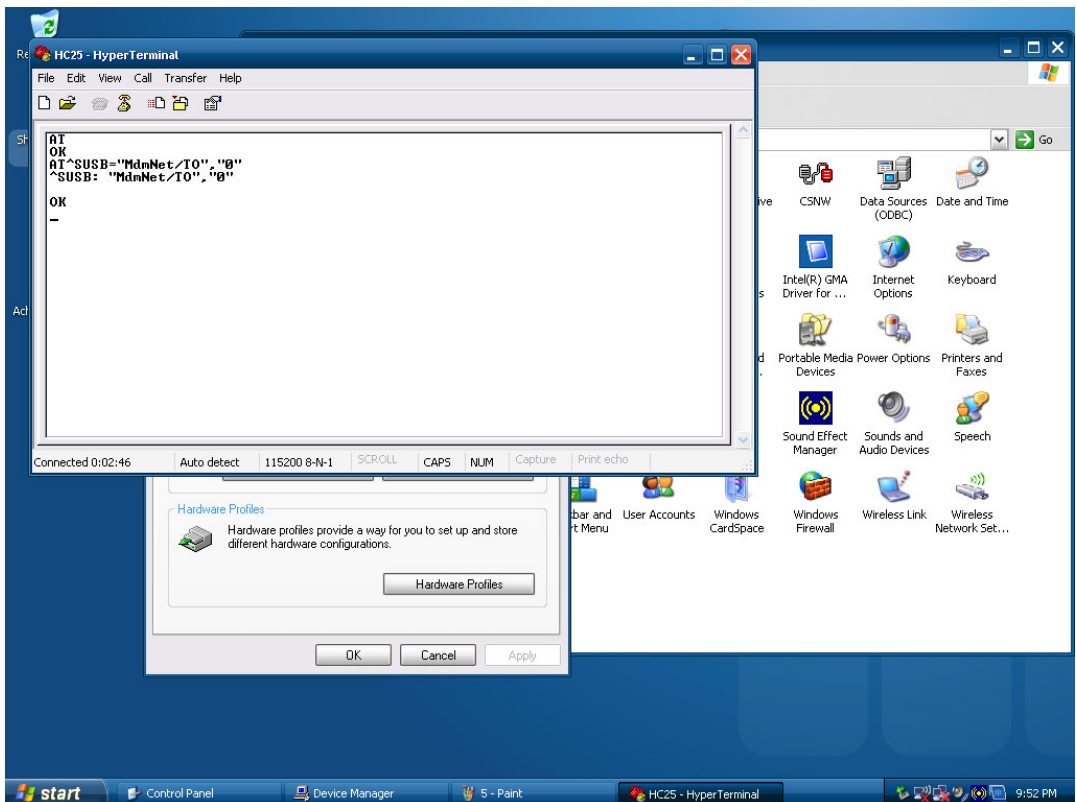 HC25 - HyperTerminal
File Edit View Call Transfer Help
AT
OK
AT^SUSB="MdmNet/TO","0"
^SUSB: "MdmNet/TO","0"
OK
Connected 0:02:46 Auto detect 115200 8-N-1 SCROLL CAPS NUM Capture Print echo
Go
CSNW
Data Sources (ODBC)
Date and Time
Intel(R) GMA Driver for ...
Internet Options
Keyboard
Portable Media Devices
Power Options
Printers and Faxes
Sound Effect Manager
Sounds and Audio Devices
Speech
User Accounts
Windows CardSpace
Windows Firewall
Wireless Link
Wireless Network Set...
Hardware Profiles
Hardware profiles provide a way for you to set up and store
different hardware configurations.
Hardware Profiles
OK Cancel Apply
start Control Panel Device Manager 5 - Paint HC25 - HyperTerminal 9:52 PM